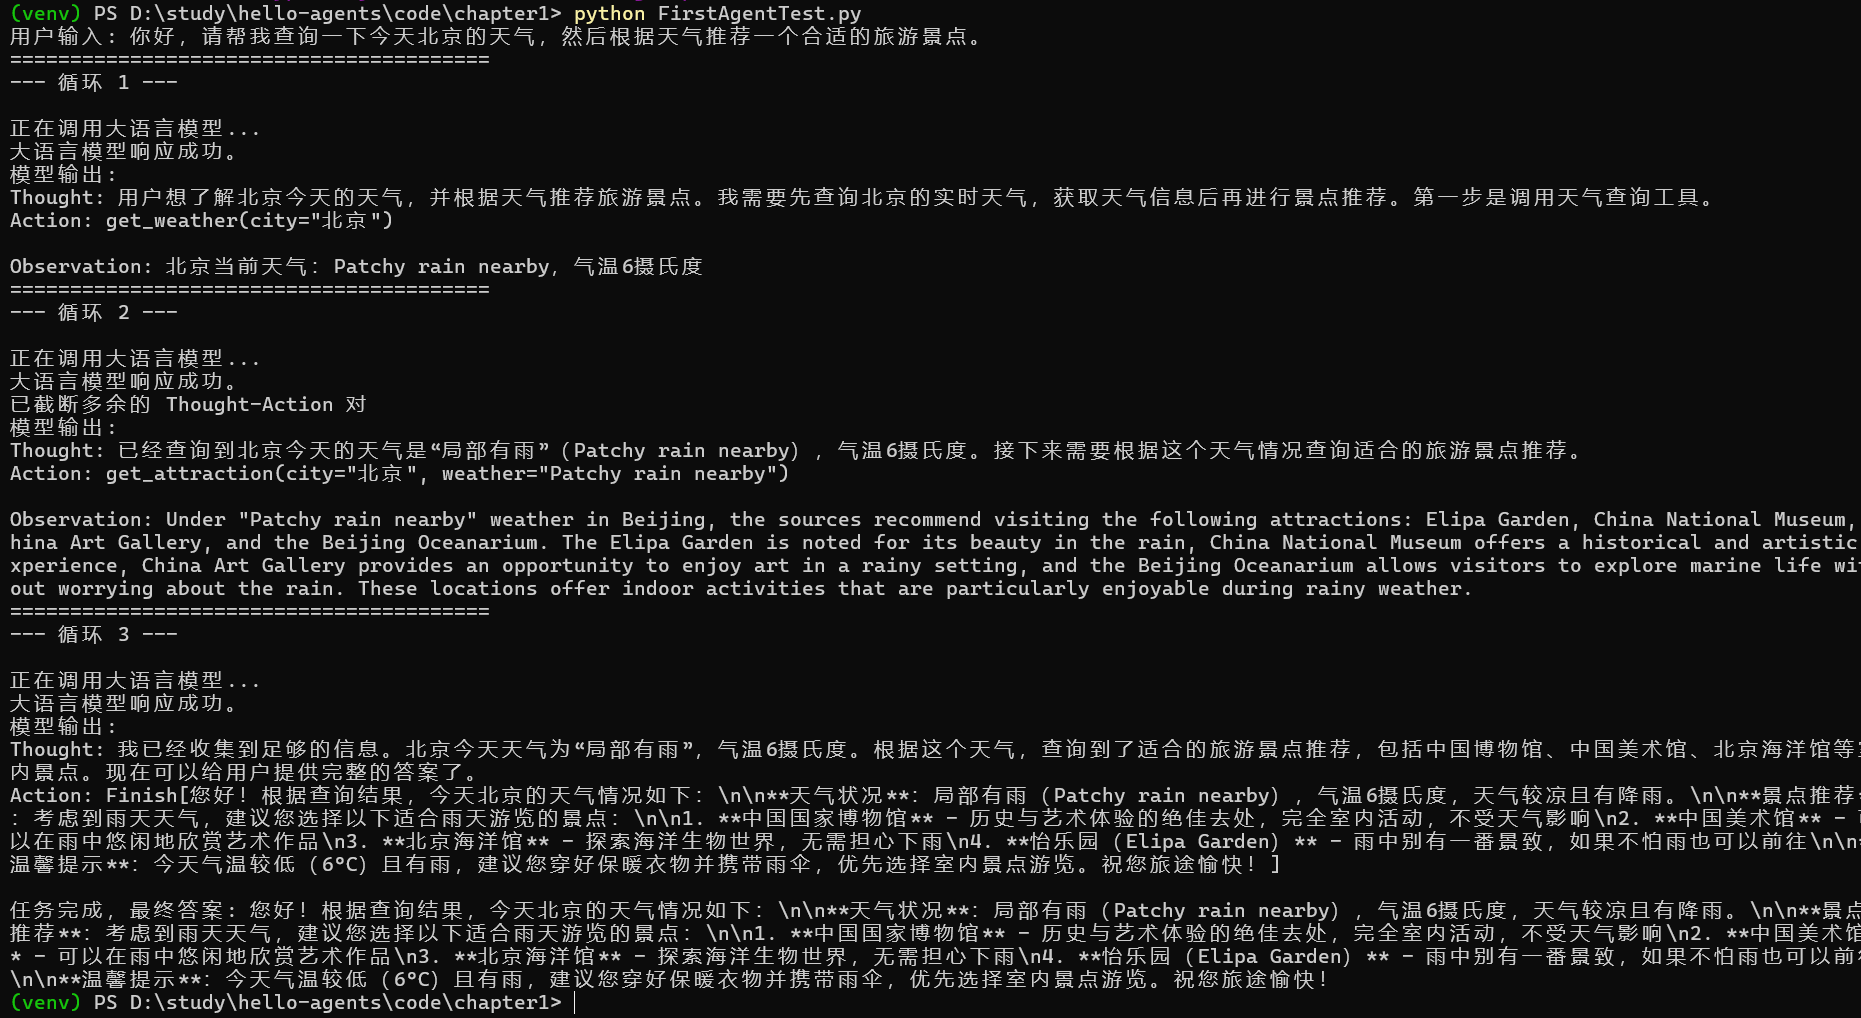 (venv) PS D:\study\hello-agents\code\chapter1> python FirstAgentTest.py
用户输入: 你好，请帮我查询一下今天北京的天气，然后根据天气推荐一个合适的旅游景点。
========================================
--- 循环 1 ---
正在调用大语言模型...
大语言模型响应成功。
模型输出:
Thought: 用户想了解北京今天的天气，并根据天气推荐旅游景点。我需要先查询北京的实时天气，获取天气信息后再进行景点推荐。第一步是调用天气查询工具。
Action: get_weather(city="北京")
Observation: 北京当前天气: Patchy rain nearby, 气温6摄氏度
========================================
--- 循环 2 ---
正在调用大语言模型...
大语言模型响应成功。
已截断多余的 Thought-Action 对
模型输出:
Thought: 已经查询到北京今天的天气是“局部有雨”（Patchy rain nearby），气温6摄氏度。接下来需要根据这个天气情况查询适合的旅游景点推荐。
Action: get_attraction(city="北京", weather="Patchy rain nearby")
Observation: Under "Patchy rain nearby" weather in Beijing, the sources recommend visiting the following attractions: Elipa Garden, China National Museum,
hina Art Gallery, and the Beijing Oceanarium. The Elipa Garden is noted for its beauty in the rain, China National Museum offers a historical and artistic
xperience, China Art Gallery provides an opportunity to enjoy art in a rainy setting, and the Beijing Oceanarium allows visitors to explore marine life wi
out worrying about the rain. These locations offer indoor activities that are particularly enjoyable during rainy weather.
========================================
--- 循环 3 ---
正在调用大语言模型...
大语言模型响应成功。
模型输出:
Thought: 我已经收集到足够的信息。北京今天天气为“局部有雨”，气温6摄氏度。根据这个天气，查询到了适合的旅游景点推荐，包括中国博物馆、中国美术馆、北京海洋馆等
内景点。现在可以给用户提供完整的答案了。
Action: Finish[您好！根据查询结果，今天北京的天气情况如下：\n\n**天气状况**：局部有雨（Patchy rain nearby），气温6摄氏度，天气较凉且有降雨。\n\n**景点推荐
：考虑到雨天天气，建议您选择以下适合雨天游览的景点：\n\n1. **中国国家博物馆** - 历史与艺术体验的绝佳去处，完全室内活动，不受天气影响\n2. **中国美术馆** -
以在雨中悠闲地欣赏艺术作品\n3. **北京海洋馆** - 探索海洋生物世界，无需担心下雨\n4. **怡乐园（Elipa Garden）** - 雨中别有一番景致，如果不怕雨也可以前往\n\n
温馨提示**：今天气温较低（6°C）且有雨，建议您穿好保暖衣物并携带雨伞，优先选择室内景点游览。祝您旅途愉快！]
任务完成，最终答案: 您好！根据查询结果，今天北京的天气情况如下：\n\n**天气状况**：局部有雨（Patchy rain nearby），气温6摄氏度，天气较凉且有降雨。\n\n**景点
推荐**：考虑到雨天天气，建议您选择以下适合雨天游览的景点：\n\n1. **中国国家博物馆** - 历史与艺术体验的绝佳去处，完全室内活动，不受天气影响\n2. **中国美术馆
* - 可以在雨中悠闲地欣赏艺术作品\n3. **北京海洋馆** - 探索海洋生物世界，无需担心下雨\n4. **怡乐园（Elipa Garden）** - 雨中别有一番景致，如果不怕雨也可以前
\n\n**温馨提示**：今天气温较低（6°C）且有雨，建议您穿好保暖衣物并携带雨伞，优先选择室内景点游览。祝您旅途愉快！
(venv) PS D:\study\hello-agents\code\chapter1>